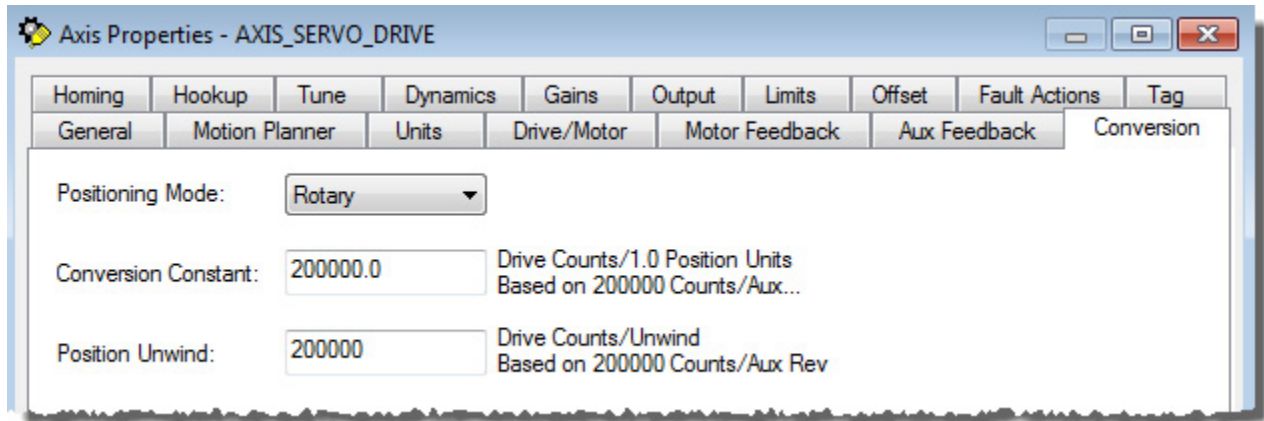 Axis Properties - AXIS_SERVO_DRIVE
Homing Hookup Tune Dynamics Gains Output Limits Offset Fault Actions Tag
General Motion Planner Units Drive/Motor Motor Feedback Aux Feedback Conversion
Positioning Mode: Rotary
Conversion Constant: 200000.0 Drive Counts/1.0 Position Units
Based on 200000 Counts/Aux...
Position Unwind: 200000 Drive Counts/Unwind
Based on 200000 Counts/Aux Rev